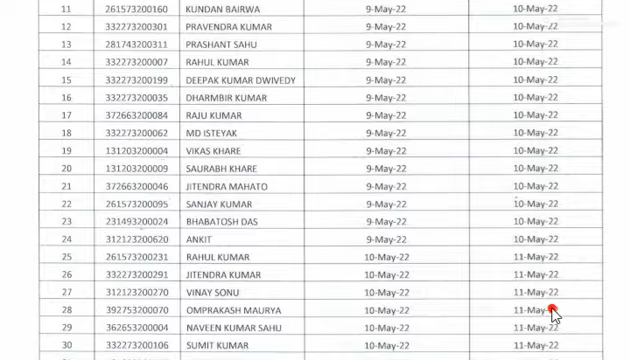 11 261573200160 KUNDAN BAIRWA 9-May-22 10-May-22
12 332273200301 PRAVENDRA KUMAR 9-May-22 10-May-22
13 281743200311 PRASHANT SAHU 9-May-22 10-May-22
14 332273200007 RAHUL KUMAR 9-May-22 10-May-22
15 332273200199 DEEPAK KUMAR DWIVEDY 9-May-22 10-May-22
16 332273200035 DHARMBIR KUMAR 9-May-22 10-May-22
17 372663200084 RAJU KUMAR 9-May-22 10-May-22
18 332273200062 MD ISTEYAK 9-May-22 10-May-22
19 131203200004 VIKAS KHARE 9-May-22 10-May-22
20 131203200009 SAURABH KHARE 9-May-22 10-May-22
21 372663200046 JITENDRA MAHATO 9-May-22 10-May-22
22 261573200095 SANJAY KUMAR 9-May-22 10-May-22
23 231493200024 BHABATOSH DAS 9-May-22 10-May-22
24 312123200620 ANKIT 9-May-22 10-May-22
25 261573200231 RAHUL KUMAR 10-May-22 11-May-22
26 332273200291 JITENDRA KUMAR 10-May-22 11-May-22
27 312123200270 VINAY SONU 10-May-22 11-May-22
28 392753200070 OMPRAKASH MAURYA 10-May-22 11-May-22
29 362653200004 NAVEEN KUMAR SAHU 10-May-22 11-May-22
30 332273200106 SUMIT KUMAR 10-May-22 11-May-22